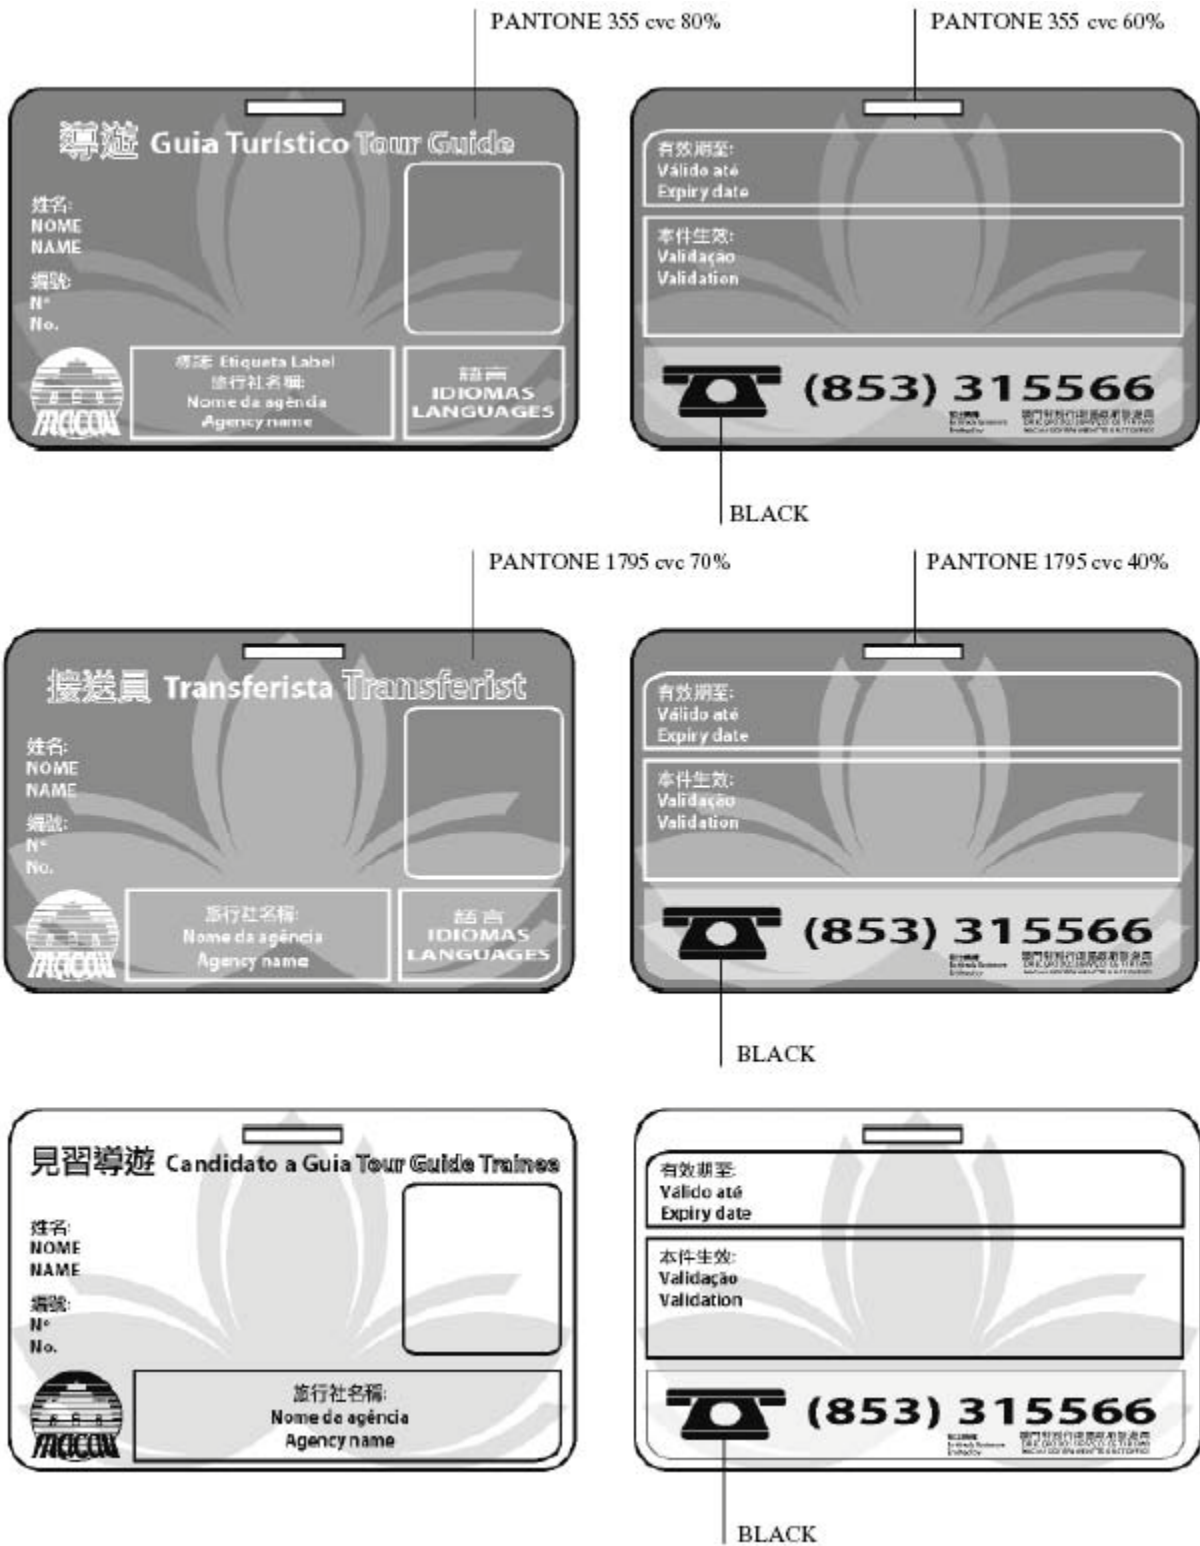 PANTONE 355 cvc 80%
PANTONE 355 cvc 60%
導遊 Guia Turístico Tour Guide
姓名:
NOME
NAME
編號:
Nº
No.
標誌 Etiqueta Label
旅行社名稱:
Nome da agência
Agency name
語言
IDIOMAS
LANGUAGES
MACAU
有效期至:
Válido até
Expiry date
本件生效:
Validação
Validation
(853) 315566
BLACK
PANTONE 1795 cvc 70%
PANTONE 1795 cvc 40%
接送員 Transferista Transferist
姓名:
NOME
NAME
編號:
Nº
No.
旅行社名稱:
Nome da agência
Agency name
語言
IDIOMAS
LANGUAGES
MACAU
有效期至:
Válido até
Expiry date
本件生效:
Validação
Validation
(853) 315566
BLACK
見習導遊 Candidato a Guia Tour Guide Trainee
姓名:
NOME
NAME
編號:
Nº
No.
旅行社名稱:
Nome da agência
Agency name
MACAU
有效期至:
Válido até
Expiry date
本件生效:
Validação
Validation
(853) 315566
BLACK